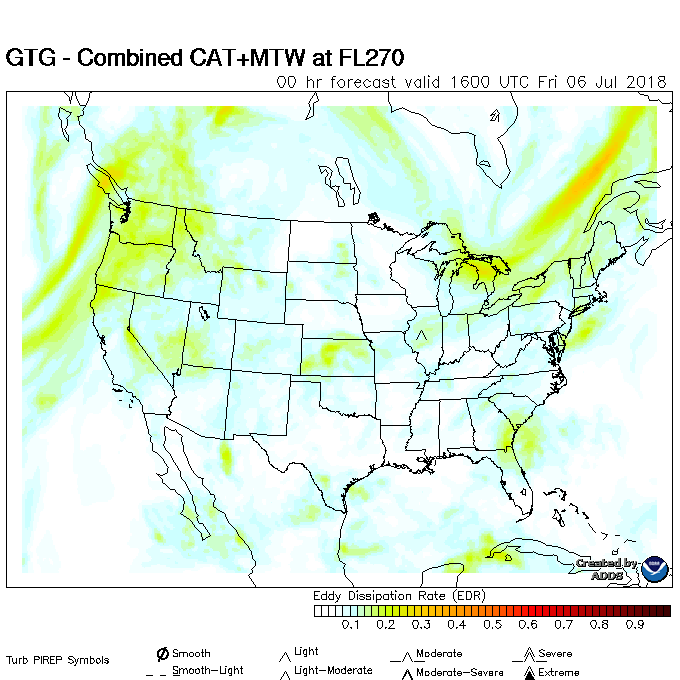 GTG - Combined CAT+MTW at FL270
00 hr forecast valid 1600 UTC Fri 06 Jul 2018
Created by
ADDS
Eddy Dissipation Rate (EDR)
0.1 0.2 0.3 0.4 0.5 0.6 0.7 0.8 0.9
Turb PIREP Symbols
Smooth Light Moderate Severe
Smooth-Light Light-Moderate Moderate-Severe Extreme